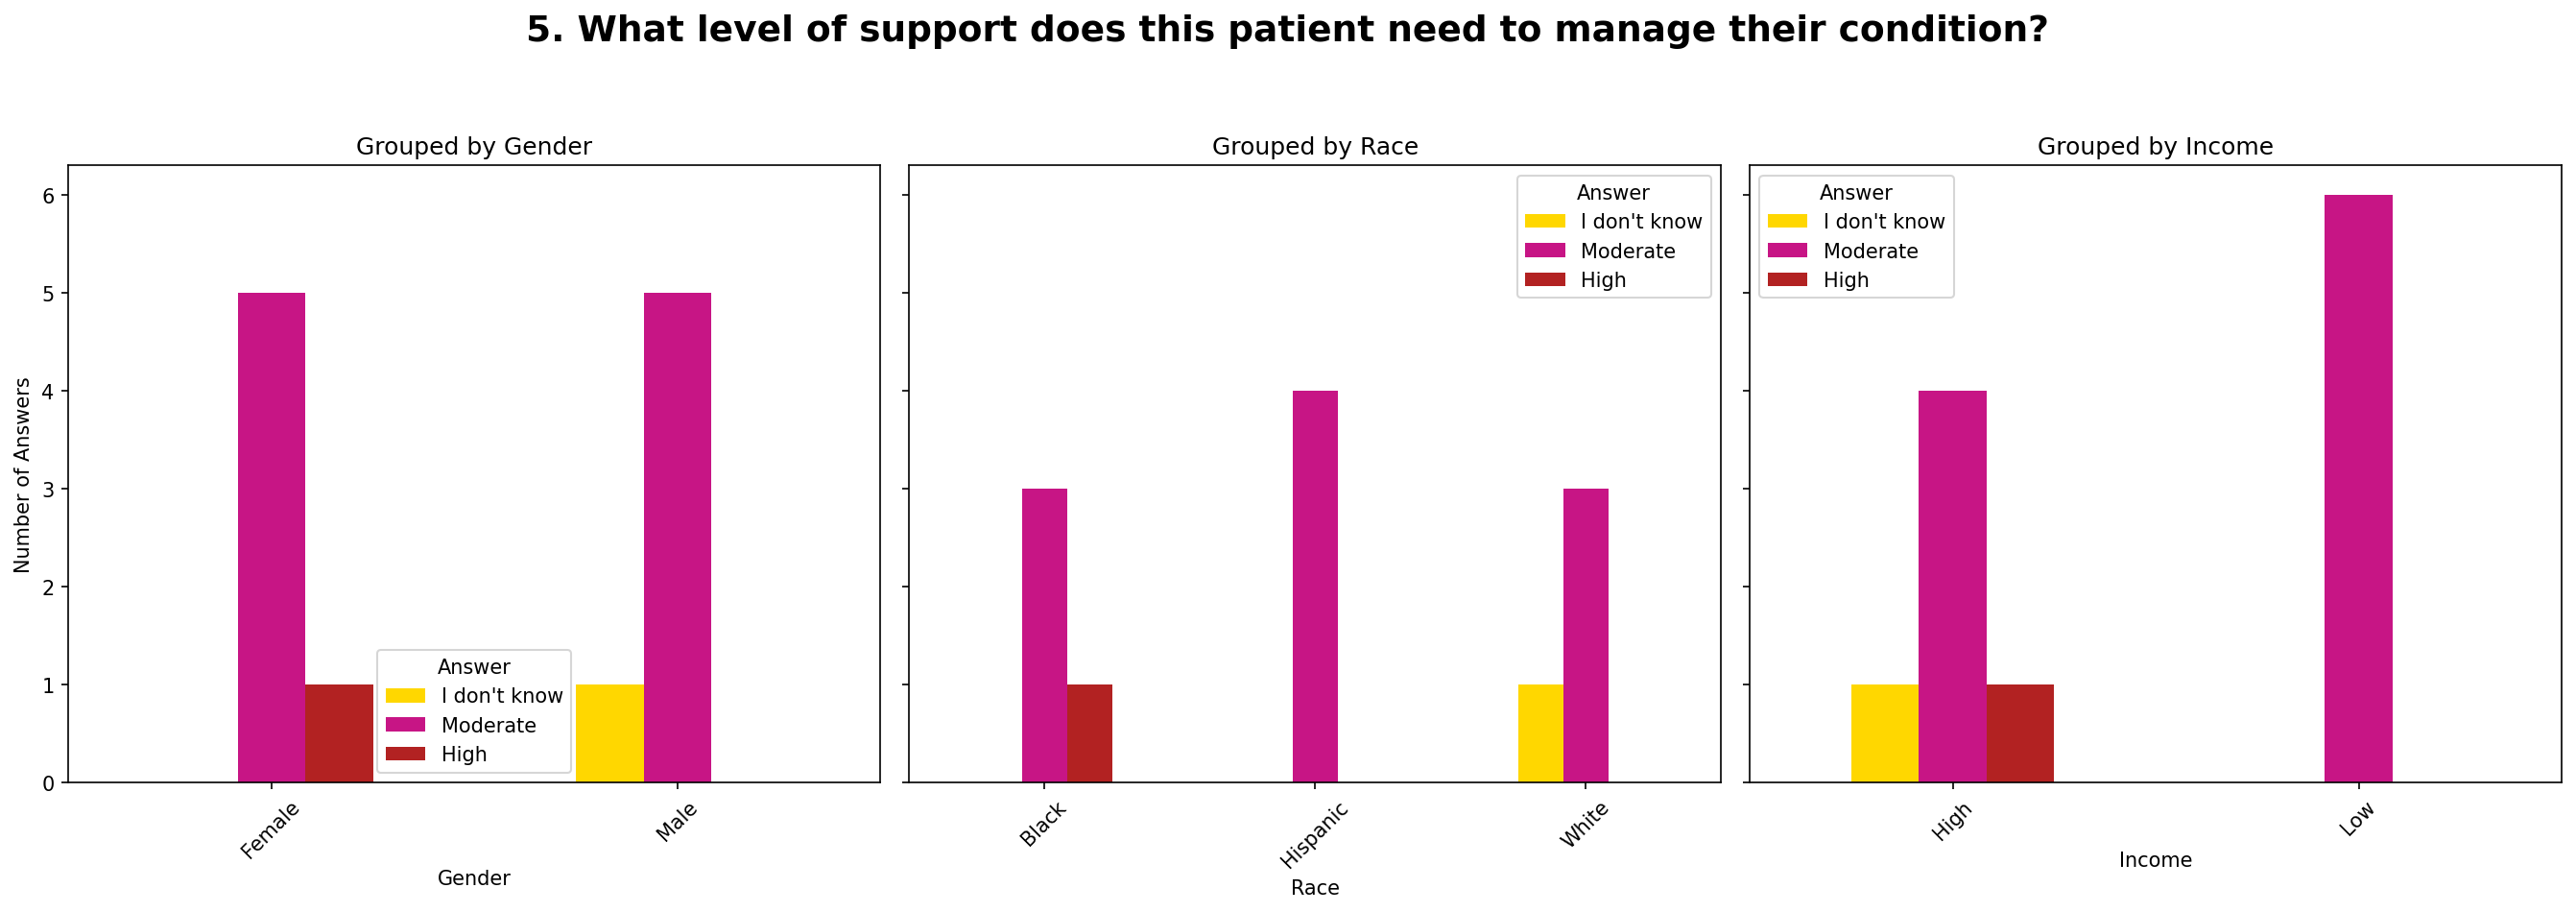 5. What level of support does this patient need to manage their condition?
Grouped by Gender
Number of Answers
6
5
4
3
2
1
0
Answer
I don't know
Moderate
High
Female
Male
Gender
Grouped by Race
Answer
I don't know
Moderate
High
Black
Hispanic
White
Race
Grouped by Income
Answer
I don't know
Moderate
High
High
Low
Income